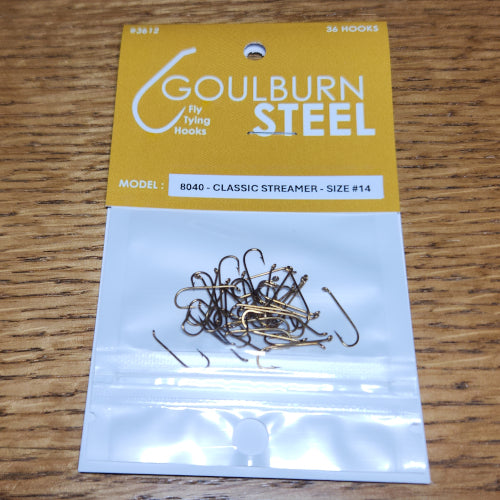 #3612
36 HOOKS
GOULBURN
Fly
Tying
Hooks
STEEL
MODEL :
8040 - CLASSIC STREAMER - SIZE #14